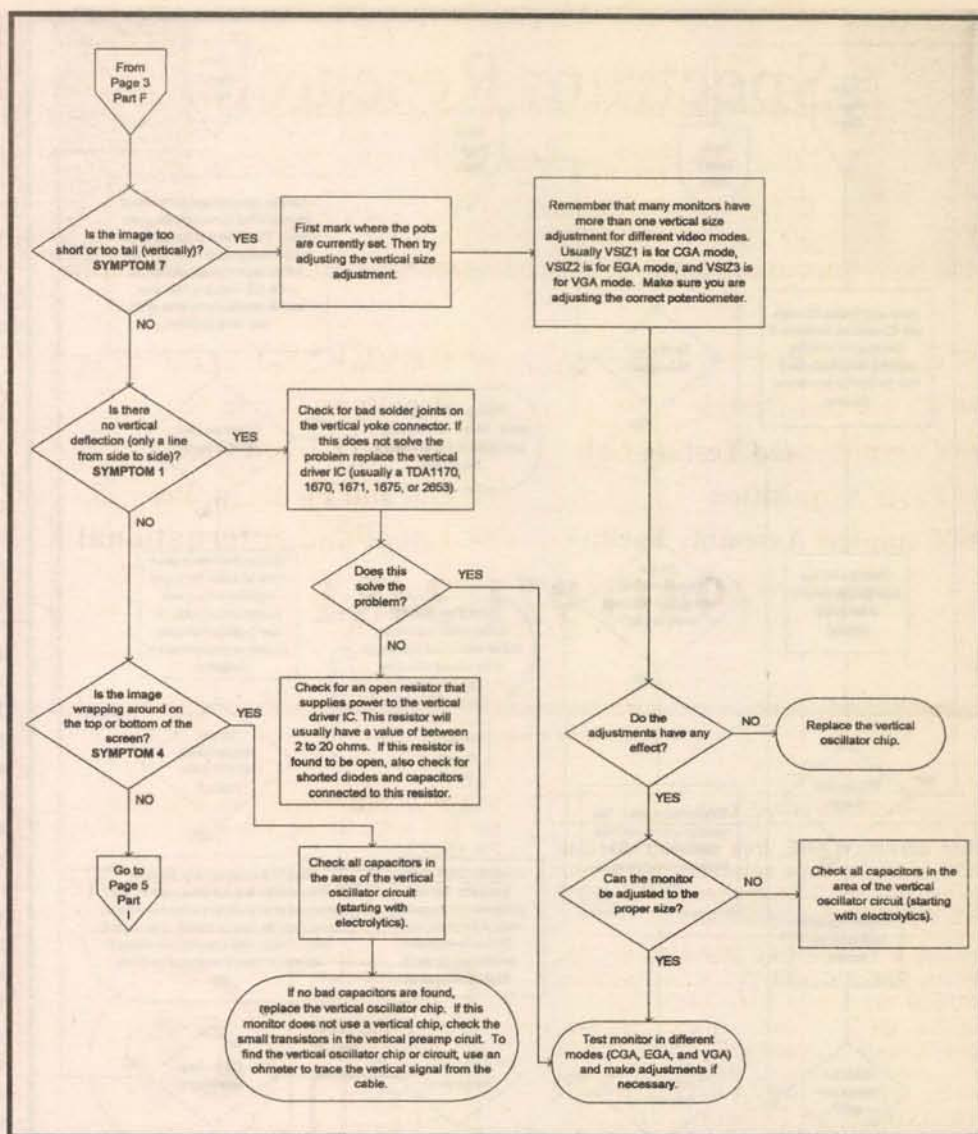 From
Page 3
Part F
Is the image too
short or too tall (vertically)?
SYMPTOM 7
YES
First mark where the pots
are currently set. Then try
adjusting the vertical size
adjustment.
Remember that many monitors have
more than one vertical size
adjustment for different video modes.
Usually VSIZ1 is for CGA mode,
VSIZ2 is for EGA mode, and VSIZ3 is
for VGA mode. Make sure you are
adjusting the correct potentiometer.
NO
Is there
no vertical
deflection (only a line
from side to side)?
SYMPTOM 1
YES
Check for bad solder joints on
the vertical yoke connector. If
this does not solve the
problem replace the vertical
driver IC (usually a TDA1170,
1670, 1671, 1675, or 2653).
NO
Does this
solve the
problem?
YES
NO
Is the image
wrapping around on
the top or bottom of the
screen?
SYMPTOM 4
YES
Check for an open resistor that
supplies power to the vertical
driver IC. This resistor will
usually have a value of between
2 to 20 ohms. If this resistor is
found to be open, also check for
shorted diodes and capacitors
connected to this resistor.
Do the
adjustments have any
effect?
NO
Replace the vertical
oscillator chip.
NO
YES
Go to
Page 5
Part
I
Check all capacitors in
the area of the vertical
oscillator circuit
(starting with
electrolytics).
Can the monitor
be adjusted to the
proper size?
NO
Check all capacitors in the
area of the vertical
oscillator circuit (starting
with electrolytics).
YES
If no bad capacitors are found,
replace the vertical oscillator chip. If this
monitor does not use a vertical chip, check the
small transistors in the vertical preamp ciruit. To
find the vertical oscillator chip or circuit, use an
ohmeter to trace the vertical signal from the
cable.
Test monitor in different
modes (CGA, EGA, and VGA)
and make adjustments if
necessary.